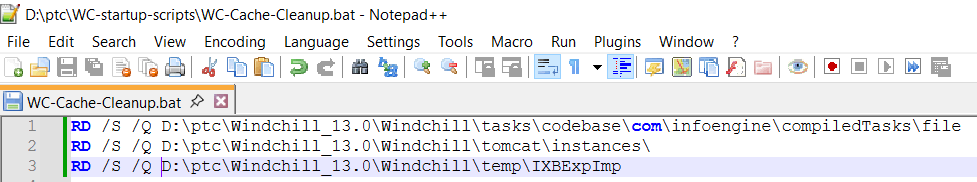 D:\ptc\WC-startup-scripts\WC-Cache-Cleanup.bat - Notepad++
File Edit Search View Encoding Language Settings Tools Macro Run Plugins Window ?
WC-Cache-Cleanup.bat
1 RD /S /Q D:\ptc\Windchill_13.0\Windchill\tasks\codebase\com\infoengine\compiledTasks\file
2 RD /S /Q D:\ptc\Windchill_13.0\Windchill\tomcat\instances\
3 RD /S /Q D:\ptc\Windchill_13.0\Windchill\temp\IXBExpImp